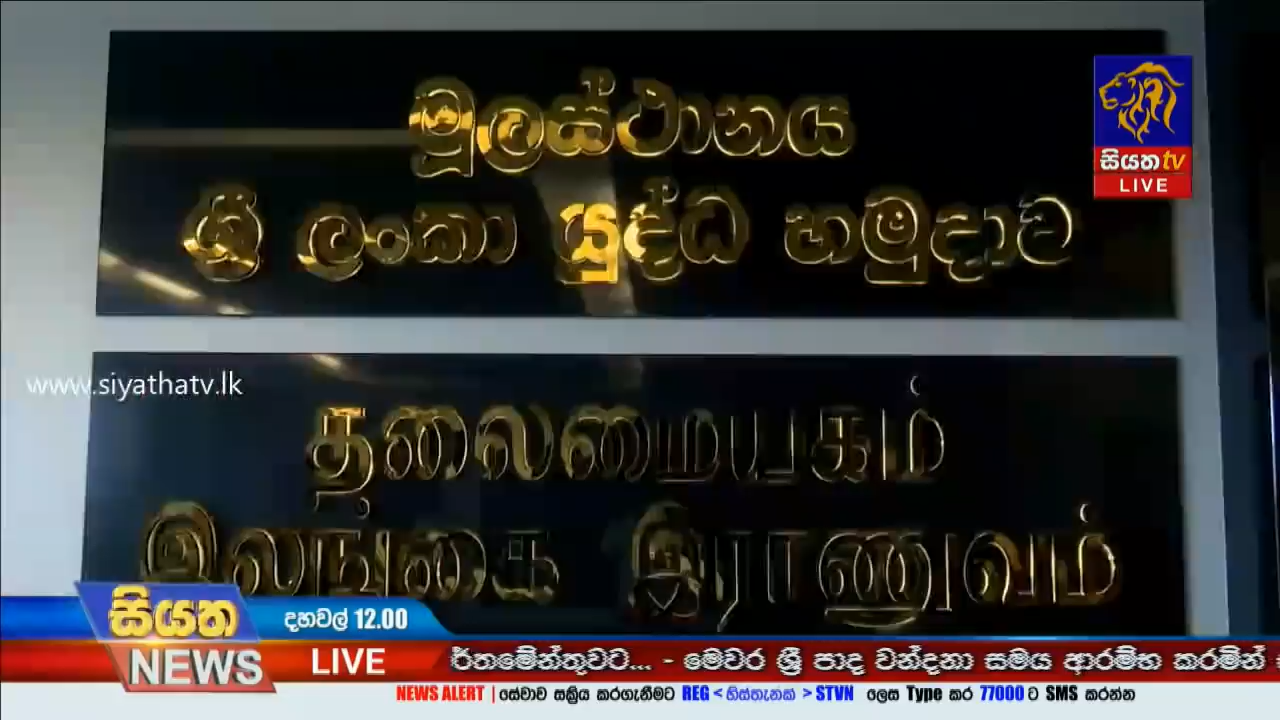 මූලස්ථානය
ශ්‍රී ලංකා යුද්ධ හමුදාව
සියත tv
LIVE
www.siyathatv.lk
தலைமையகம்
இலங்கை இராணுவம்
සියත
NEWS
දහවල් 12.00
LIVE
ර්තමේන්තුවට... - මෙවර ශ්‍රී පාද වන්දනා සමය ආරම්භ කරමින්
NEWS ALERT | සේවාව සක්‍රීය කරගැනීමට REG < හිස්තැනක් > STVN ලෙස Type කර 77000 ට SMS කරන්න